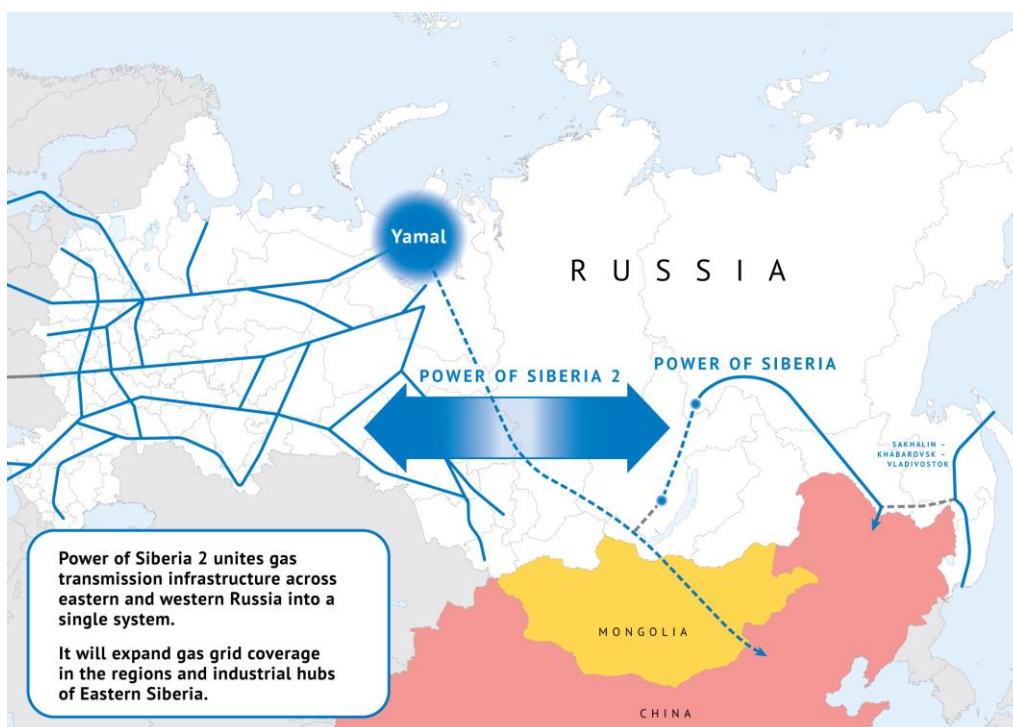 Yamal
RUSSIA
POWER OF SIBERIA 2
POWER OF SIBERIA
SAKHALIN –
KHABAROVSK –
VLADIVOSTOK
Power of Siberia 2 unites gas
transmission infrastructure across
eastern and western Russia into a
single system.
It will expand gas grid coverage
in the regions and industrial hubs
of Eastern Siberia.
MONGOLIA
CHINA